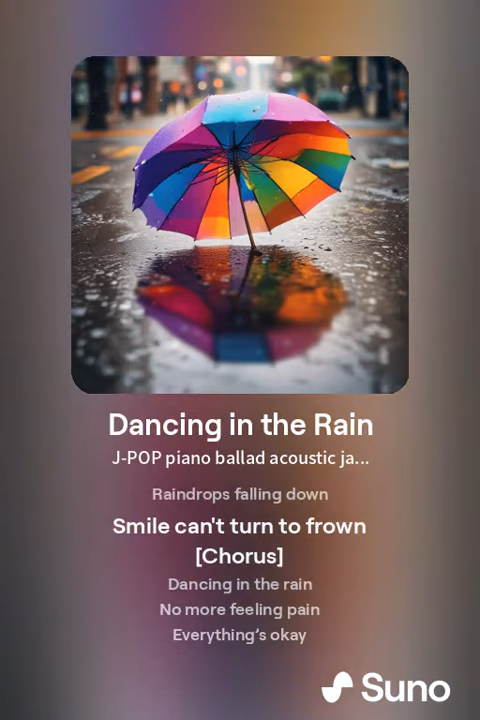 Dancing in the Rain
J-POP piano ballad acoustic ja...
Raindrops falling down
Smile can't turn to frown
[Chorus]
Dancing in the rain
No more feeling pain
Everything's okay
Suno